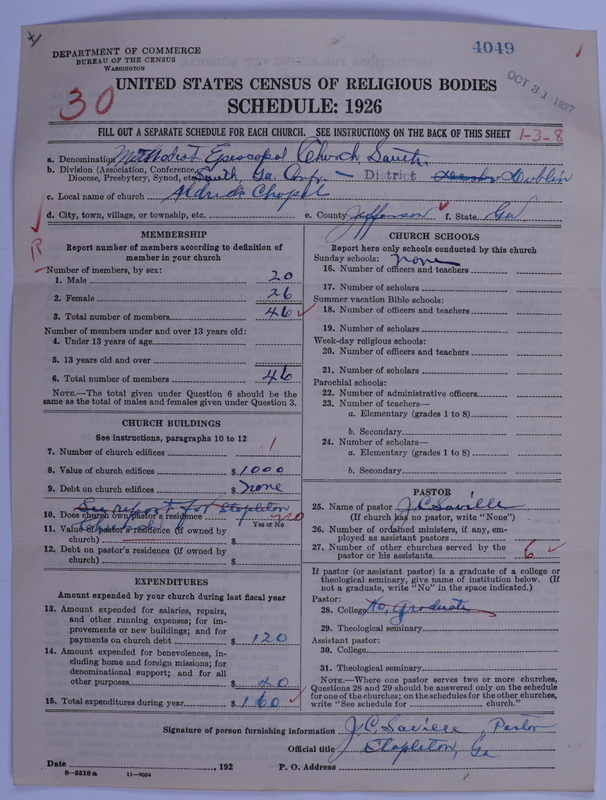 4049
DEPARTMENT OF COMMERCE
BUREAU OF THE CENSUS
WASHINGTON
OCT 31 1927
UNITED STATES CENSUS OF RELIGIOUS BODIES
30
SCHEDULE: 1926
FILL OUT A SEPARATE SCHEDULE FOR EACH CHURCH. SEE INSTRUCTIONS ON THE BACK OF THIS SHEET 1-3-8
a. Denomination Methodist Episcopal Church, South
b. Division (Association, Conference,
Diocese, Presbytery, Synod, etc.) South Ga. Conf. — District Dublin
c. Local name of church Aldreds Chapel
d. City, town, village, or township, etc. e. County Jefferson f. State Ga
R
MEMBERSHIP
Report number of members according to definition of
member in your church
Number of members, by sex:
1. Male 20
2. Female 26
3. Total number of members 46
Number of members under and over 13 years old:
4. Under 13 years of age
5. 13 years old and over
6. Total number of members 46
NOTE.—The total given under Question 6 should be the
same as the total of males and females given under Question 3.
CHURCH BUILDINGS
See instructions, paragraphs 10 to 12
7. Number of church edifices 1
8. Value of church edifices $ 1000
9. Debt on church edifices $ none
See report for Stapleton
10. Does church own pastor's residence no
Yes or No
11. Value of pastor's residence (if owned by
church) $
12. Debt on pastor's residence (if owned by
church) $
EXPENDITURES
Amount expended by your church during last fiscal year
13. Amount expended for salaries, repairs,
and other running expenses; for im-
provements or new buildings; and for
payments on church debt $ 120
14. Amount expended for benevolences, in-
cluding home and foreign missions; for
denominational support; and for all
other purposes $ 40
15. Total expenditures during year $ 160
CHURCH SCHOOLS
Report here only schools conducted by this church
Sunday schools: none
16. Number of officers and teachers
17. Number of scholars
Summer vacation Bible schools:
18. Number of officers and teachers
19. Number of scholars
Week-day religious schools:
20. Number of officers and teachers
21. Number of scholars
Parochial schools:
22. Number of administrative officers
23. Number of teachers—
a. Elementary (grades 1 to 8)
b. Secondary
24. Number of scholars—
a. Elementary (grades 1 to 8)
b. Secondary
PASTOR
25. Name of pastor J.C. Saville
(If church has no pastor, write "None")
26. Number of ordained ministers, if any, em-
ployed as assistant pastors
27. Number of other churches served by the
pastor or his assistants 6
If pastor (or assistant pastor) is a graduate of a college or
theological seminary, give name of institution below. (If
not a graduate, write "No" in the space indicated.)
Pastor:
28. College No, graduate
29. Theological seminary
Assistant pastor:
30. College
31. Theological seminary
NOTE.—Where one pastor serves two or more churches,
Questions 28 and 29 should be answered only on the schedule
for one of the churches; on the schedules for the other churches,
write "See schedule for church."
Signature of person furnishing information J.C. Saville Pastor
Official title Stapleton, Ga
Date , 192 P. O. Address
8-5518 a 11-9034